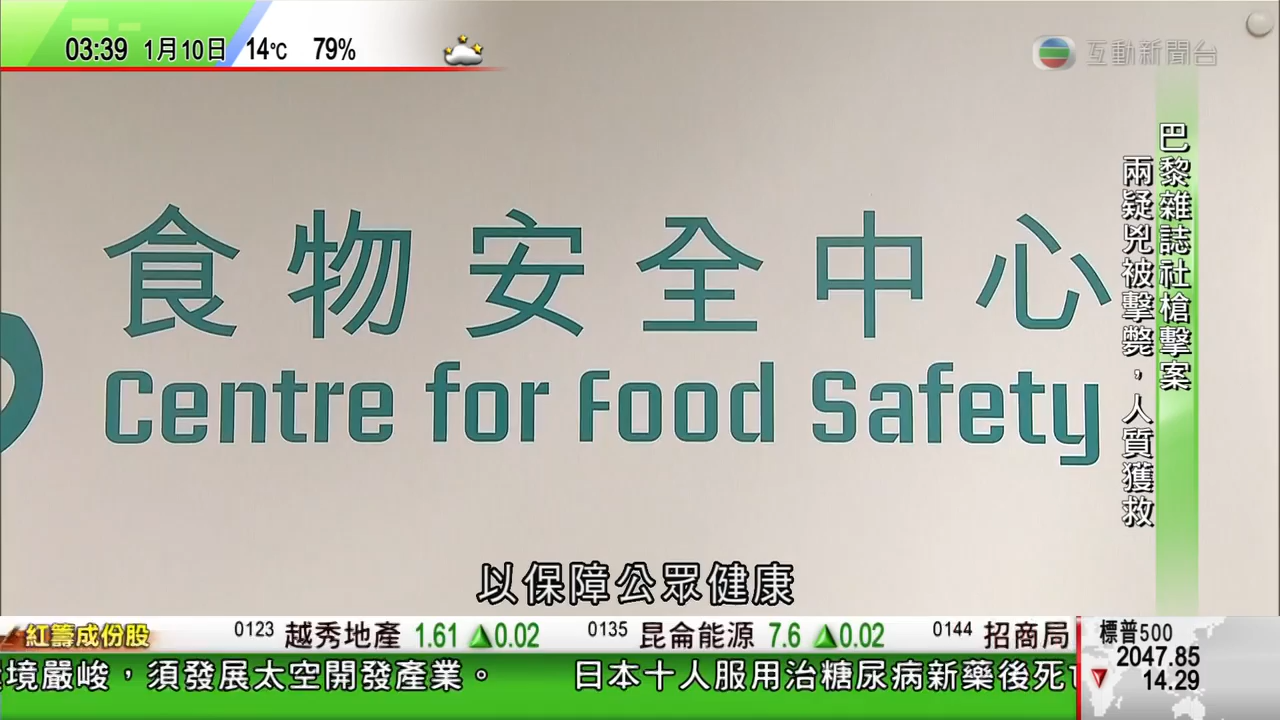 03:39 1月10日 14℃ 79%
互動新聞台
巴黎雜誌社槍擊案
兩疑兇被擊斃，人質獲救
食物安全中心
Centre for Food Safety
以保障公眾健康
紅籌成份股 0123 越秀地產 1.61 ▲0.02 0135 昆侖能源 7.6 ▲0.02 0144 招商局
標普500
2047.85
▼ 14.29
境嚴峻，須發展太空開發產業。 日本十人服用治糖尿病新藥後死